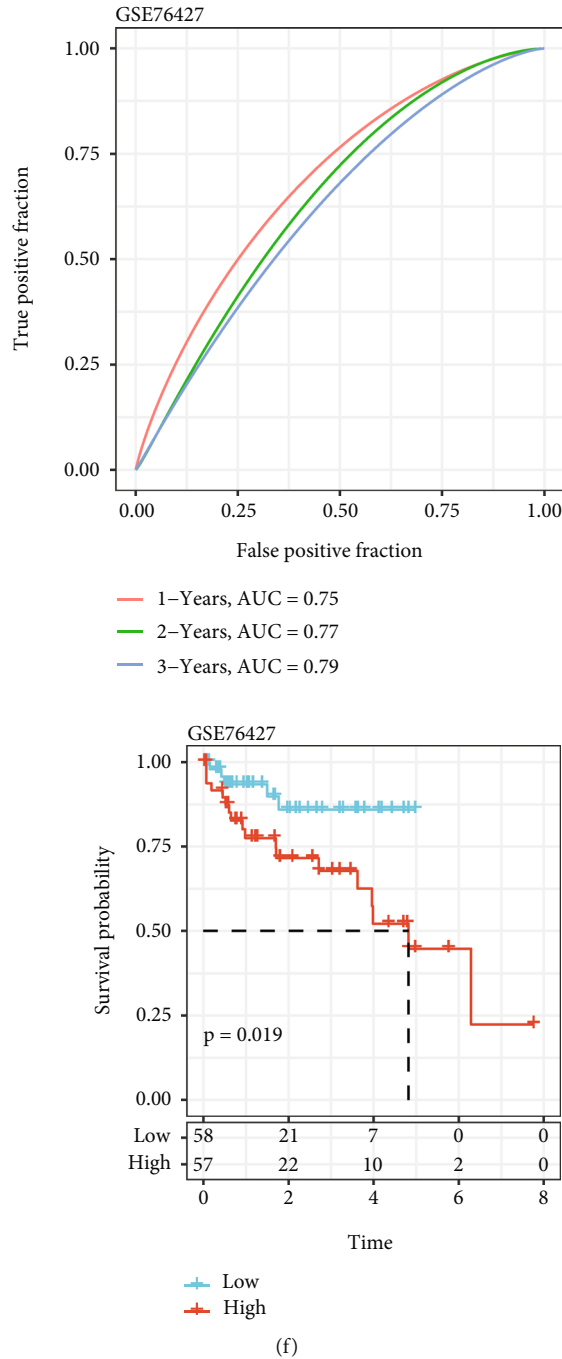 GSE76427
1.00
0.75
0.50
0.25
0.00
True positive fraction
0.00 0.25 0.50 0.75 1.00
False positive fraction
1−Years, AUC = 0.75
2−Years, AUC = 0.77
3−Years, AUC = 0.79
GSE76427
1.00
0.75
0.50
0.25
0.00
Survival probability
p = 0.019
Low 58 21 7 0 0
High 57 22 10 2 0
0 2 4 6 8
Time
Low
High
(f)